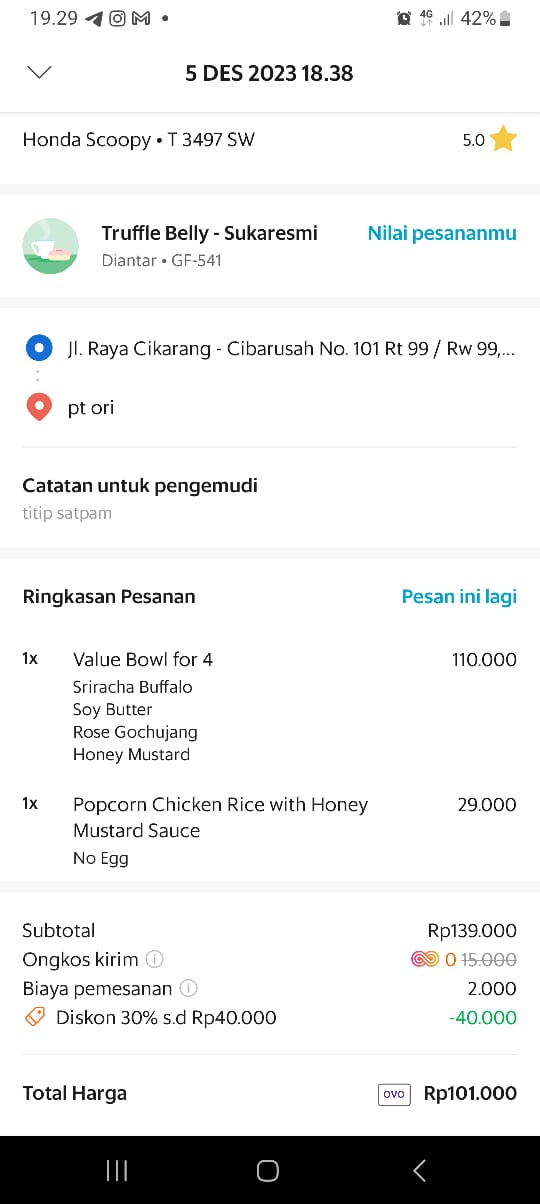 19.29
4G
42%
5 DES 2023 18.38
Honda Scoopy • T 3497 SW
5.0
Truffle Belly - Sukaresmi
Nilai pesananmu
Diantar • GF-541
Jl. Raya Cikarang - Cibarusah No. 101 Rt 99 / Rw 99,...
pt ori
Catatan untuk pengemudi
titip satpam
Ringkasan Pesanan
Pesan ini lagi
1x Value Bowl for 4 110.000
Sriracha Buffalo
Soy Butter
Rose Gochujang
Honey Mustard
1x Popcorn Chicken Rice with Honey 29.000
Mustard Sauce
No Egg
Subtotal Rp139.000
Ongkos kirim 0 15.000
Biaya pemesanan 2.000
Diskon 30% s.d Rp40.000 -40.000
Total Harga OVO Rp101.000